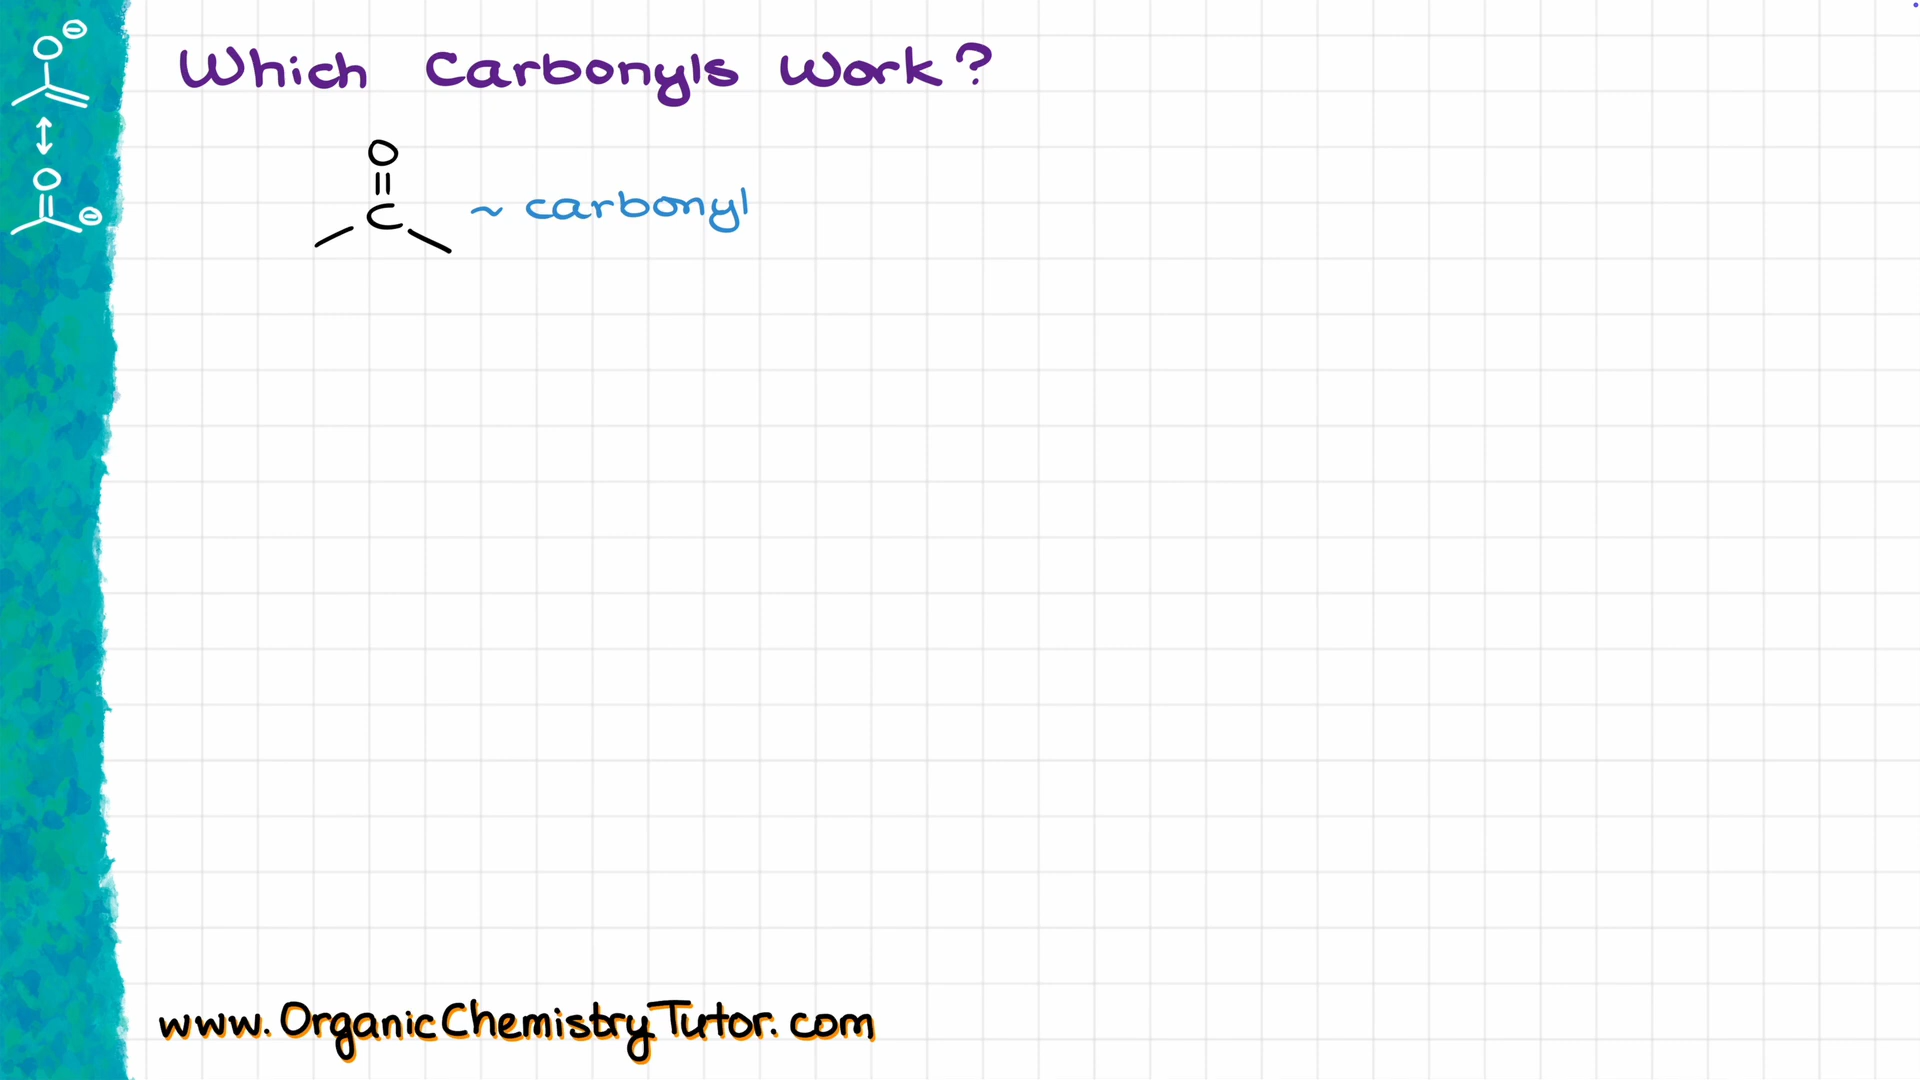 Which Carbonyls Work?
O
C
~ carbonyl
O ⊖
O
⊖
www.OrganicChemistryTutor.com